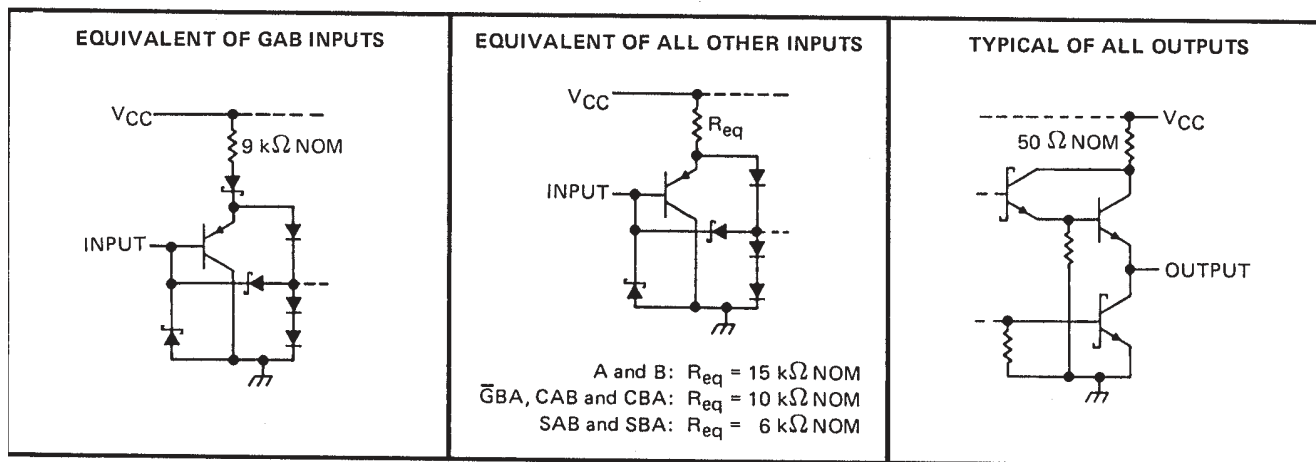 EQUIVALENT OF GAB INPUTS
VCC
9 kΩ NOM
INPUT
EQUIVALENT OF ALL OTHER INPUTS
VCC
Req
INPUT
A and B: Req = 15 kΩ NOM
G̅BA, CAB and CBA: Req = 10 kΩ NOM
SAB and SBA: Req = 6 kΩ NOM
TYPICAL OF ALL OUTPUTS
VCC
50 Ω NOM
OUTPUT